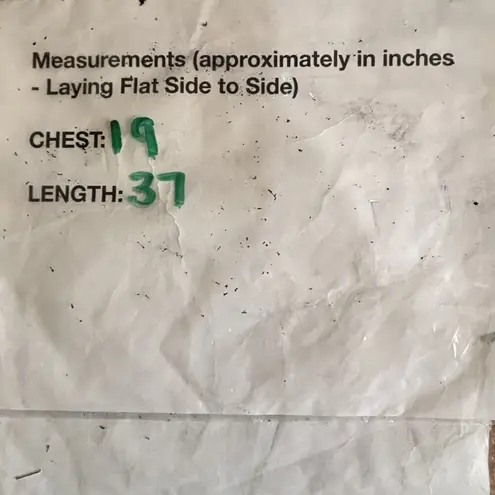 Measurements (approximately in inches
- Laying Flat Side to Side)
CHEST: 19
LENGTH: 37